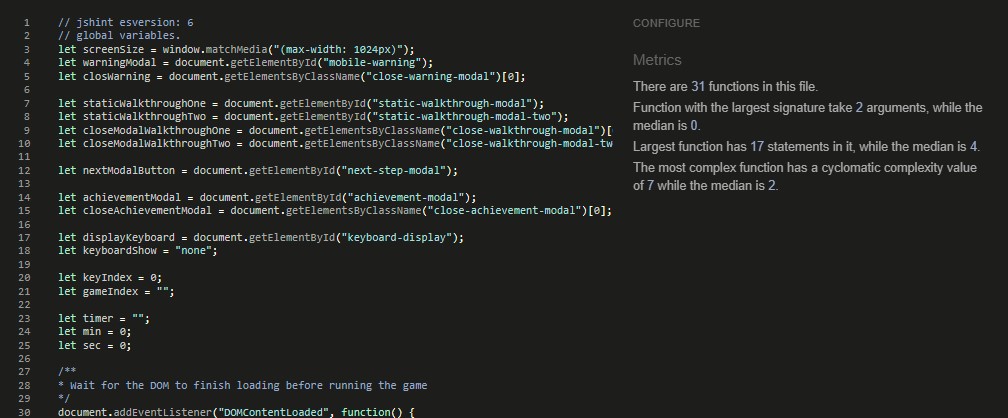 1 // jshint esversion: 6
2 // global variables.
3 let screenSize = window.matchMedia("(max-width: 1024px)");
4 let warningModal = document.getElementById("mobile-warning");
5 let closWarning = document.getElementsByClassName("close-warning-modal")[0];
6
7 let staticWalkthroughOne = document.getElementById("static-walkthrough-modal");
8 let staticWalkthroughTwo = document.getElementById("static-walkthrough-modal-two");
9 let closeModalWalkthroughOne = document.getElementsByClassName("close-walkthrough-modal")[
10 let closeModalWalkthroughTwo = document.getElementsByClassName("close-walkthrough-modal-tw
11
12 let nextModalButton = document.getElementById("next-step-modal");
13
14 let achievementModal = document.getElementById("achievement-modal");
15 let closeAchievementModal = document.getElementsByClassName("close-achievement-modal")[0];
16
17 let displayKeyboard = document.getElementById("keyboard-display");
18 let keyboardShow = "none";
19
20 let keyIndex = 0;
21 let gameIndex = "";
22
23 let timer = "";
24 let min = 0;
25 let sec = 0;
26
27 /**
28 * Wait for the DOM to finish loading before running the game
29 */
30 document.addEventListener("DOMContentLoaded", function() {
CONFIGURE
Metrics
There are 31 functions in this file.
Function with the largest signature take 2 arguments, while the
median is 0.
Largest function has 17 statements in it, while the median is 4.
The most complex function has a cyclomatic complexity value
of 7 while the median is 2.